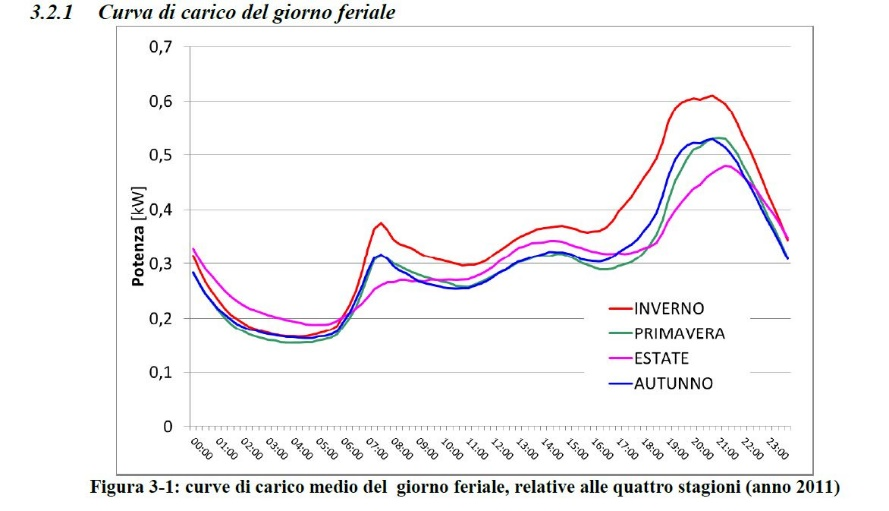 3.2.1 Curva di carico del giorno feriale
0,7
0,6
0,5
0,4
0,3
0,2
0,1
0
Potenza [kW]
INVERNO
PRIMAVERA
ESTATE
AUTUNNO
00:00 01:00 02:00 03:00 04:00 05:00 06:00 07:00 08:00 09:00 10:00 11:00 12:00 13:00 14:00 15:00 16:00 17:00 18:00 19:00 20:00 21:00 22:00 23:00
Figura 3-1: curve di carico medio del giorno feriale, relative alle quattro stagioni (anno 2011)